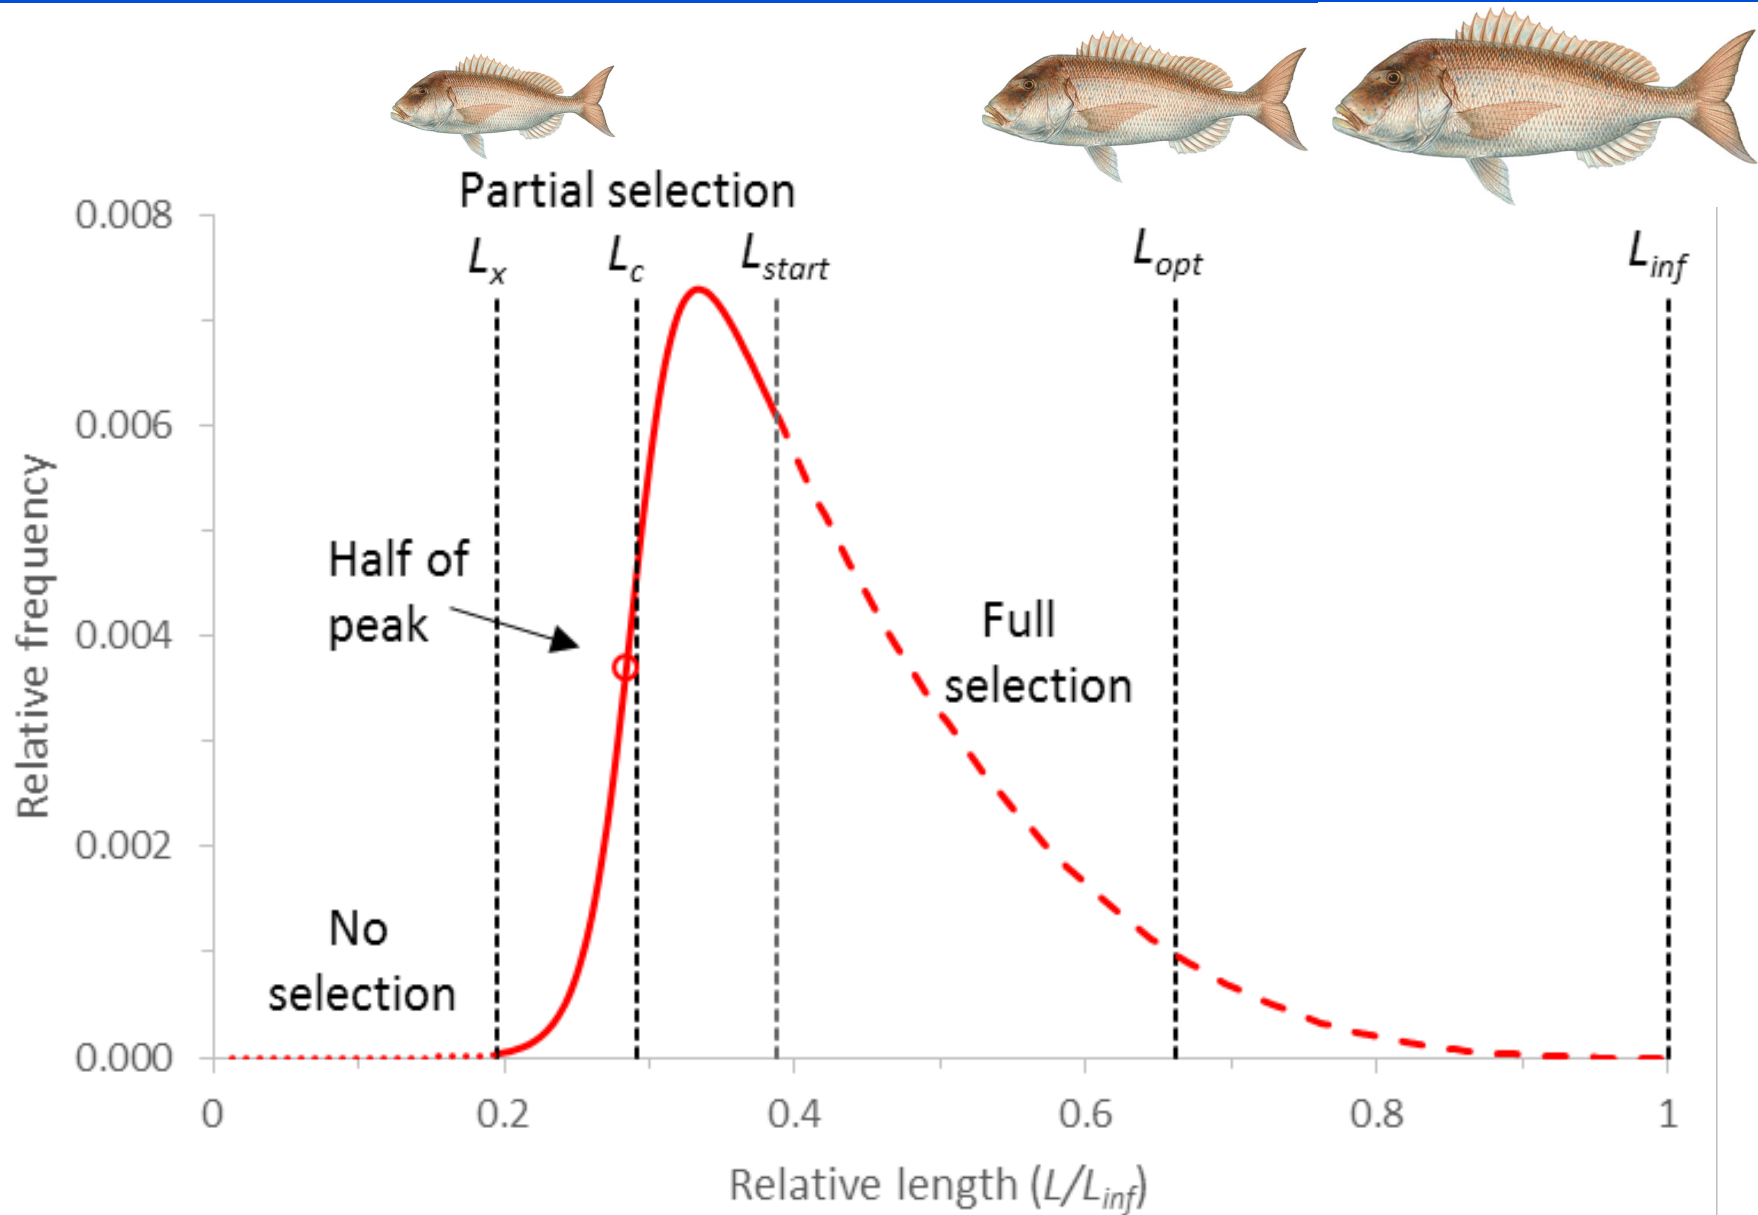 Partial selection
Lx
Lc
Lstart
Lopt
Linf
0.008
0.006
0.004
0.002
0.000
Relative frequency
Half of
peak
Full
selection
No
selection
0
0.2
0.4
0.6
0.8
1
Relative length (L/Linf)